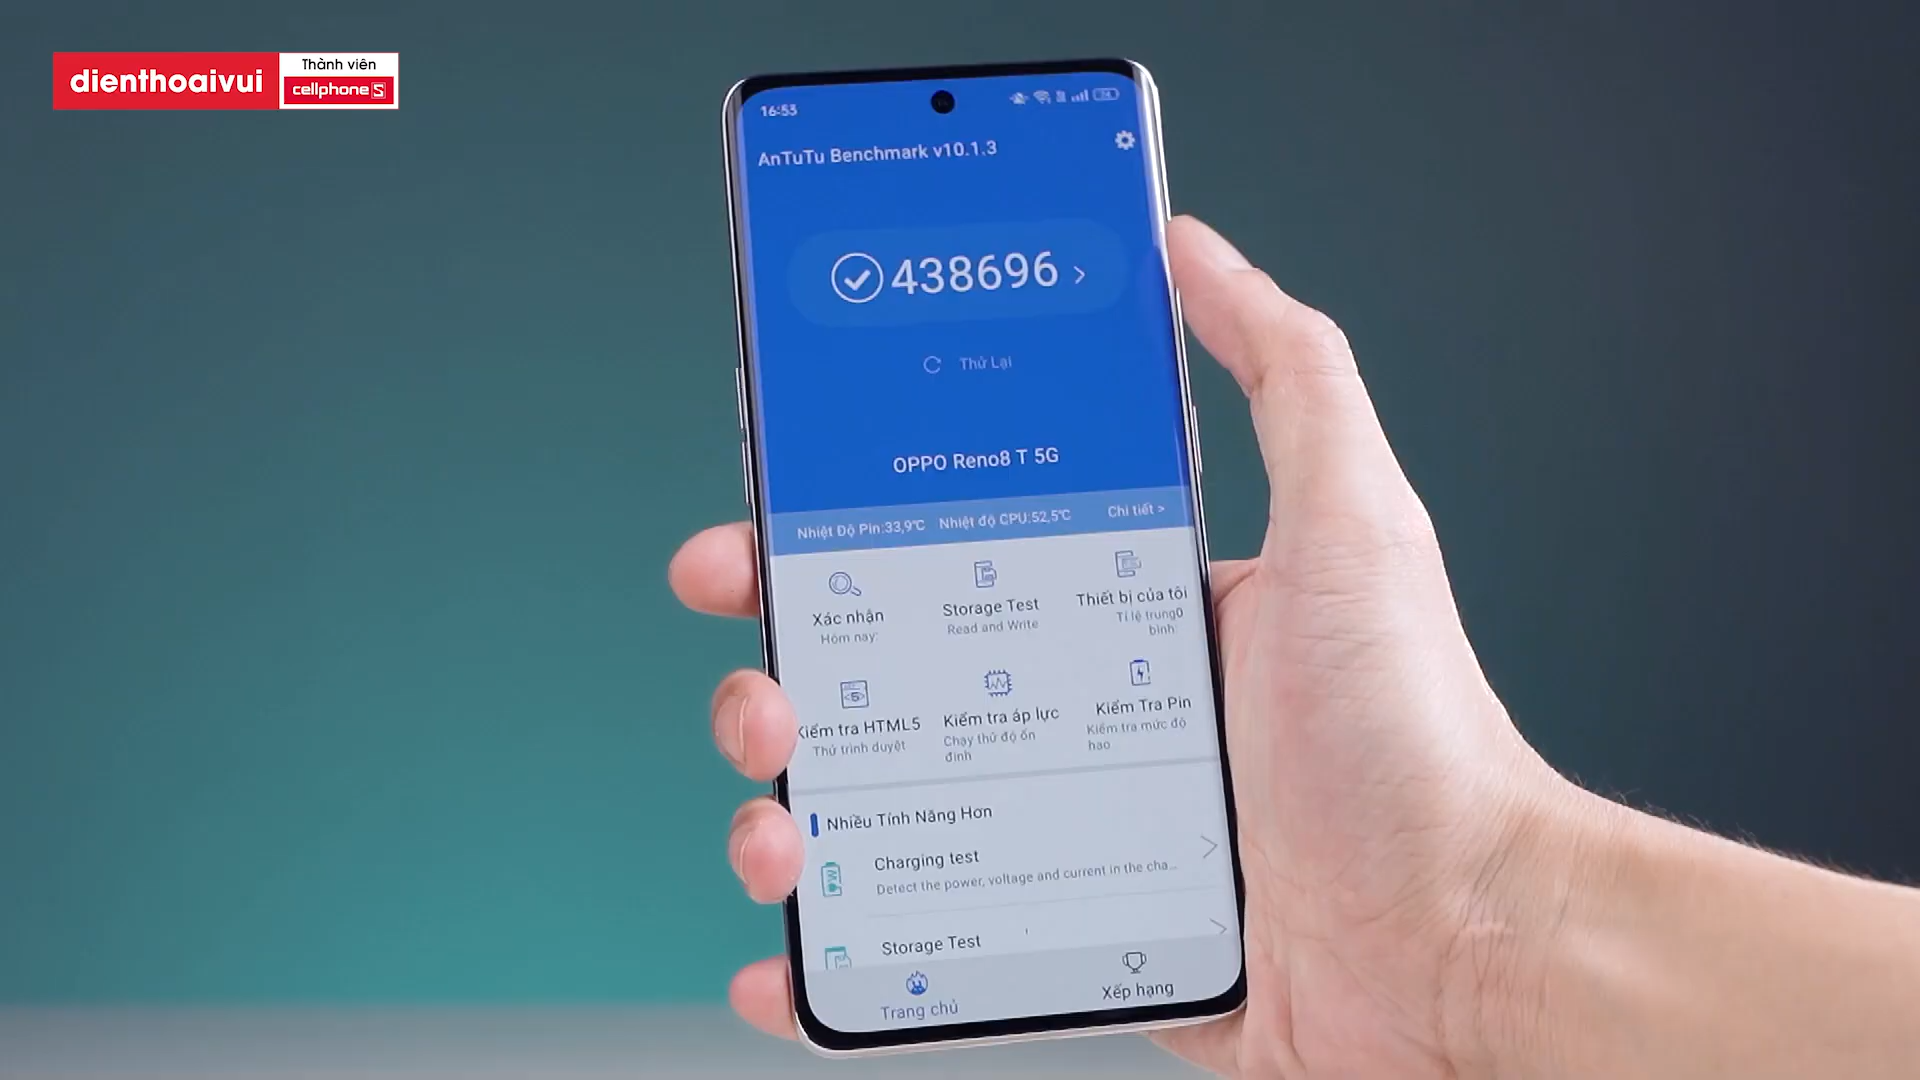 dienthoaivui
Thành viên
cellphoneS
16:53
AnTuTu Benchmark v10.1.3
438696
Thử Lại
OPPO Reno8 T 5G
Nhiệt Độ Pin:33,9℃
Nhiệt độ CPU:52,5℃
Chi tiết >
Xác nhận
Hôm nay:
Storage Test
Read and Write
Thiết bị của tôi
Tỉ lệ trung0
bình:
Kiểm tra HTML5
Thử trình duyệt
Kiểm tra áp lực
Chạy thử độ ổn
định
Kiểm Tra Pin
Kiểm tra mức độ
hao
Nhiều Tính Năng Hơn
Charging test
Detect the power, voltage and current in the cha...
Storage Test
Trang chủ
Xếp hạng